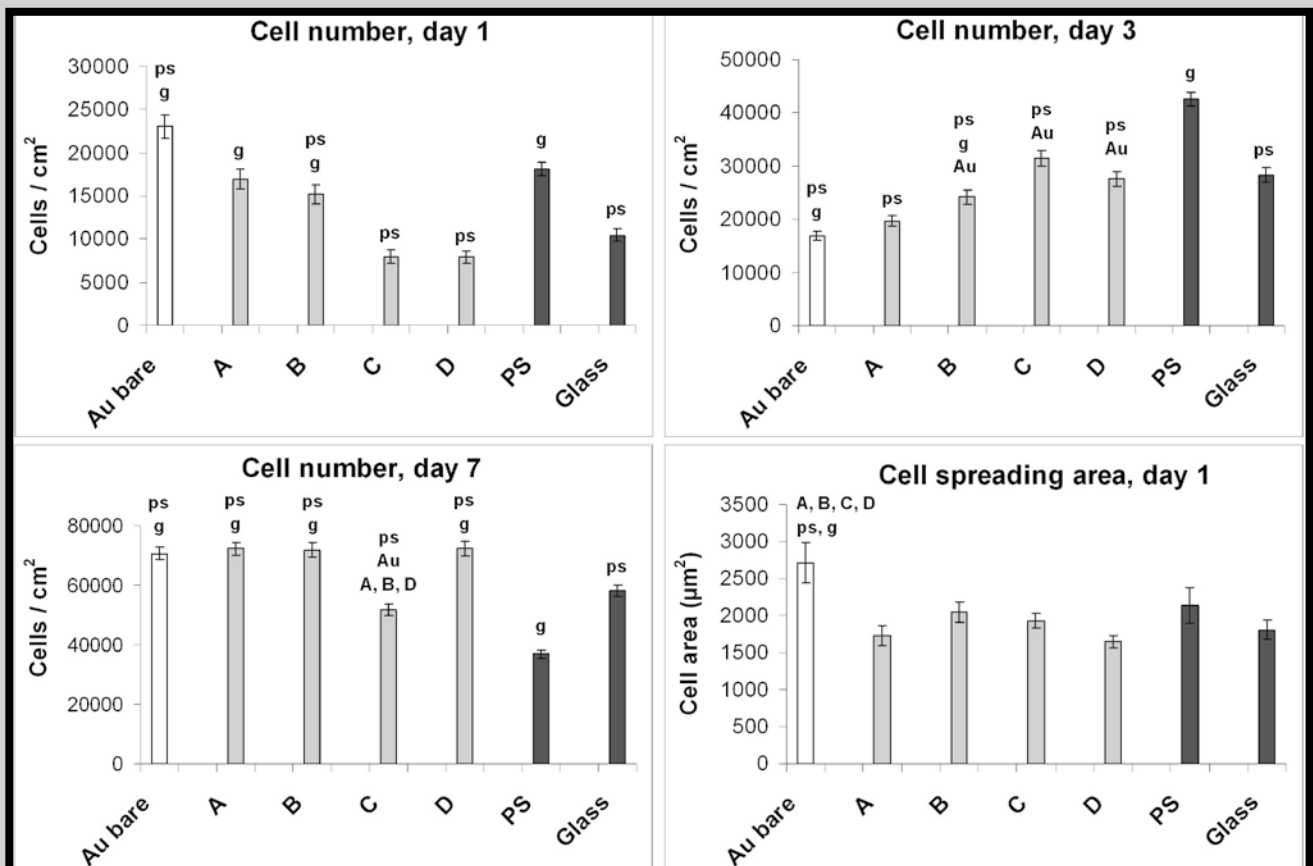 Cell number, day 1
Cells / cm²
30000
25000
20000
15000
10000
5000
0
ps
g
g
ps
g
ps
ps
g
ps
Au bare
A
B
C
D
PS
Glass
Cell number, day 3
Cells / cm²
50000
40000
30000
20000
10000
0
ps
g
ps
ps
g
Au
ps
Au
ps
Au
g
ps
Au bare
A
B
C
D
PS
Glass
Cell number, day 7
Cells / cm²
80000
60000
40000
20000
0
ps
g
ps
g
ps
g
ps
Au
A, B, D
ps
g
g
ps
Au bare
A
B
C
D
PS
Glass
Cell spreading area, day 1
Cell area (µm²)
3500
3000
2500
2000
1500
1000
500
0
A, B, C, D
ps, g
Au bare
A
B
C
D
PS
Glass